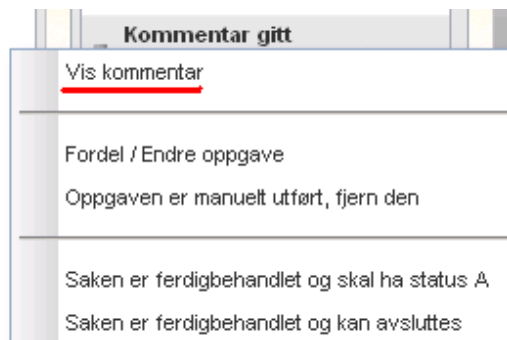 Kommentar gitt
Vis kommentar
Fordel / Endre oppgave
Oppgaven er manuelt utført, fjern den
Saken er ferdigbehandlet og skal ha status A
Saken er ferdigbehandlet og kan avsluttes